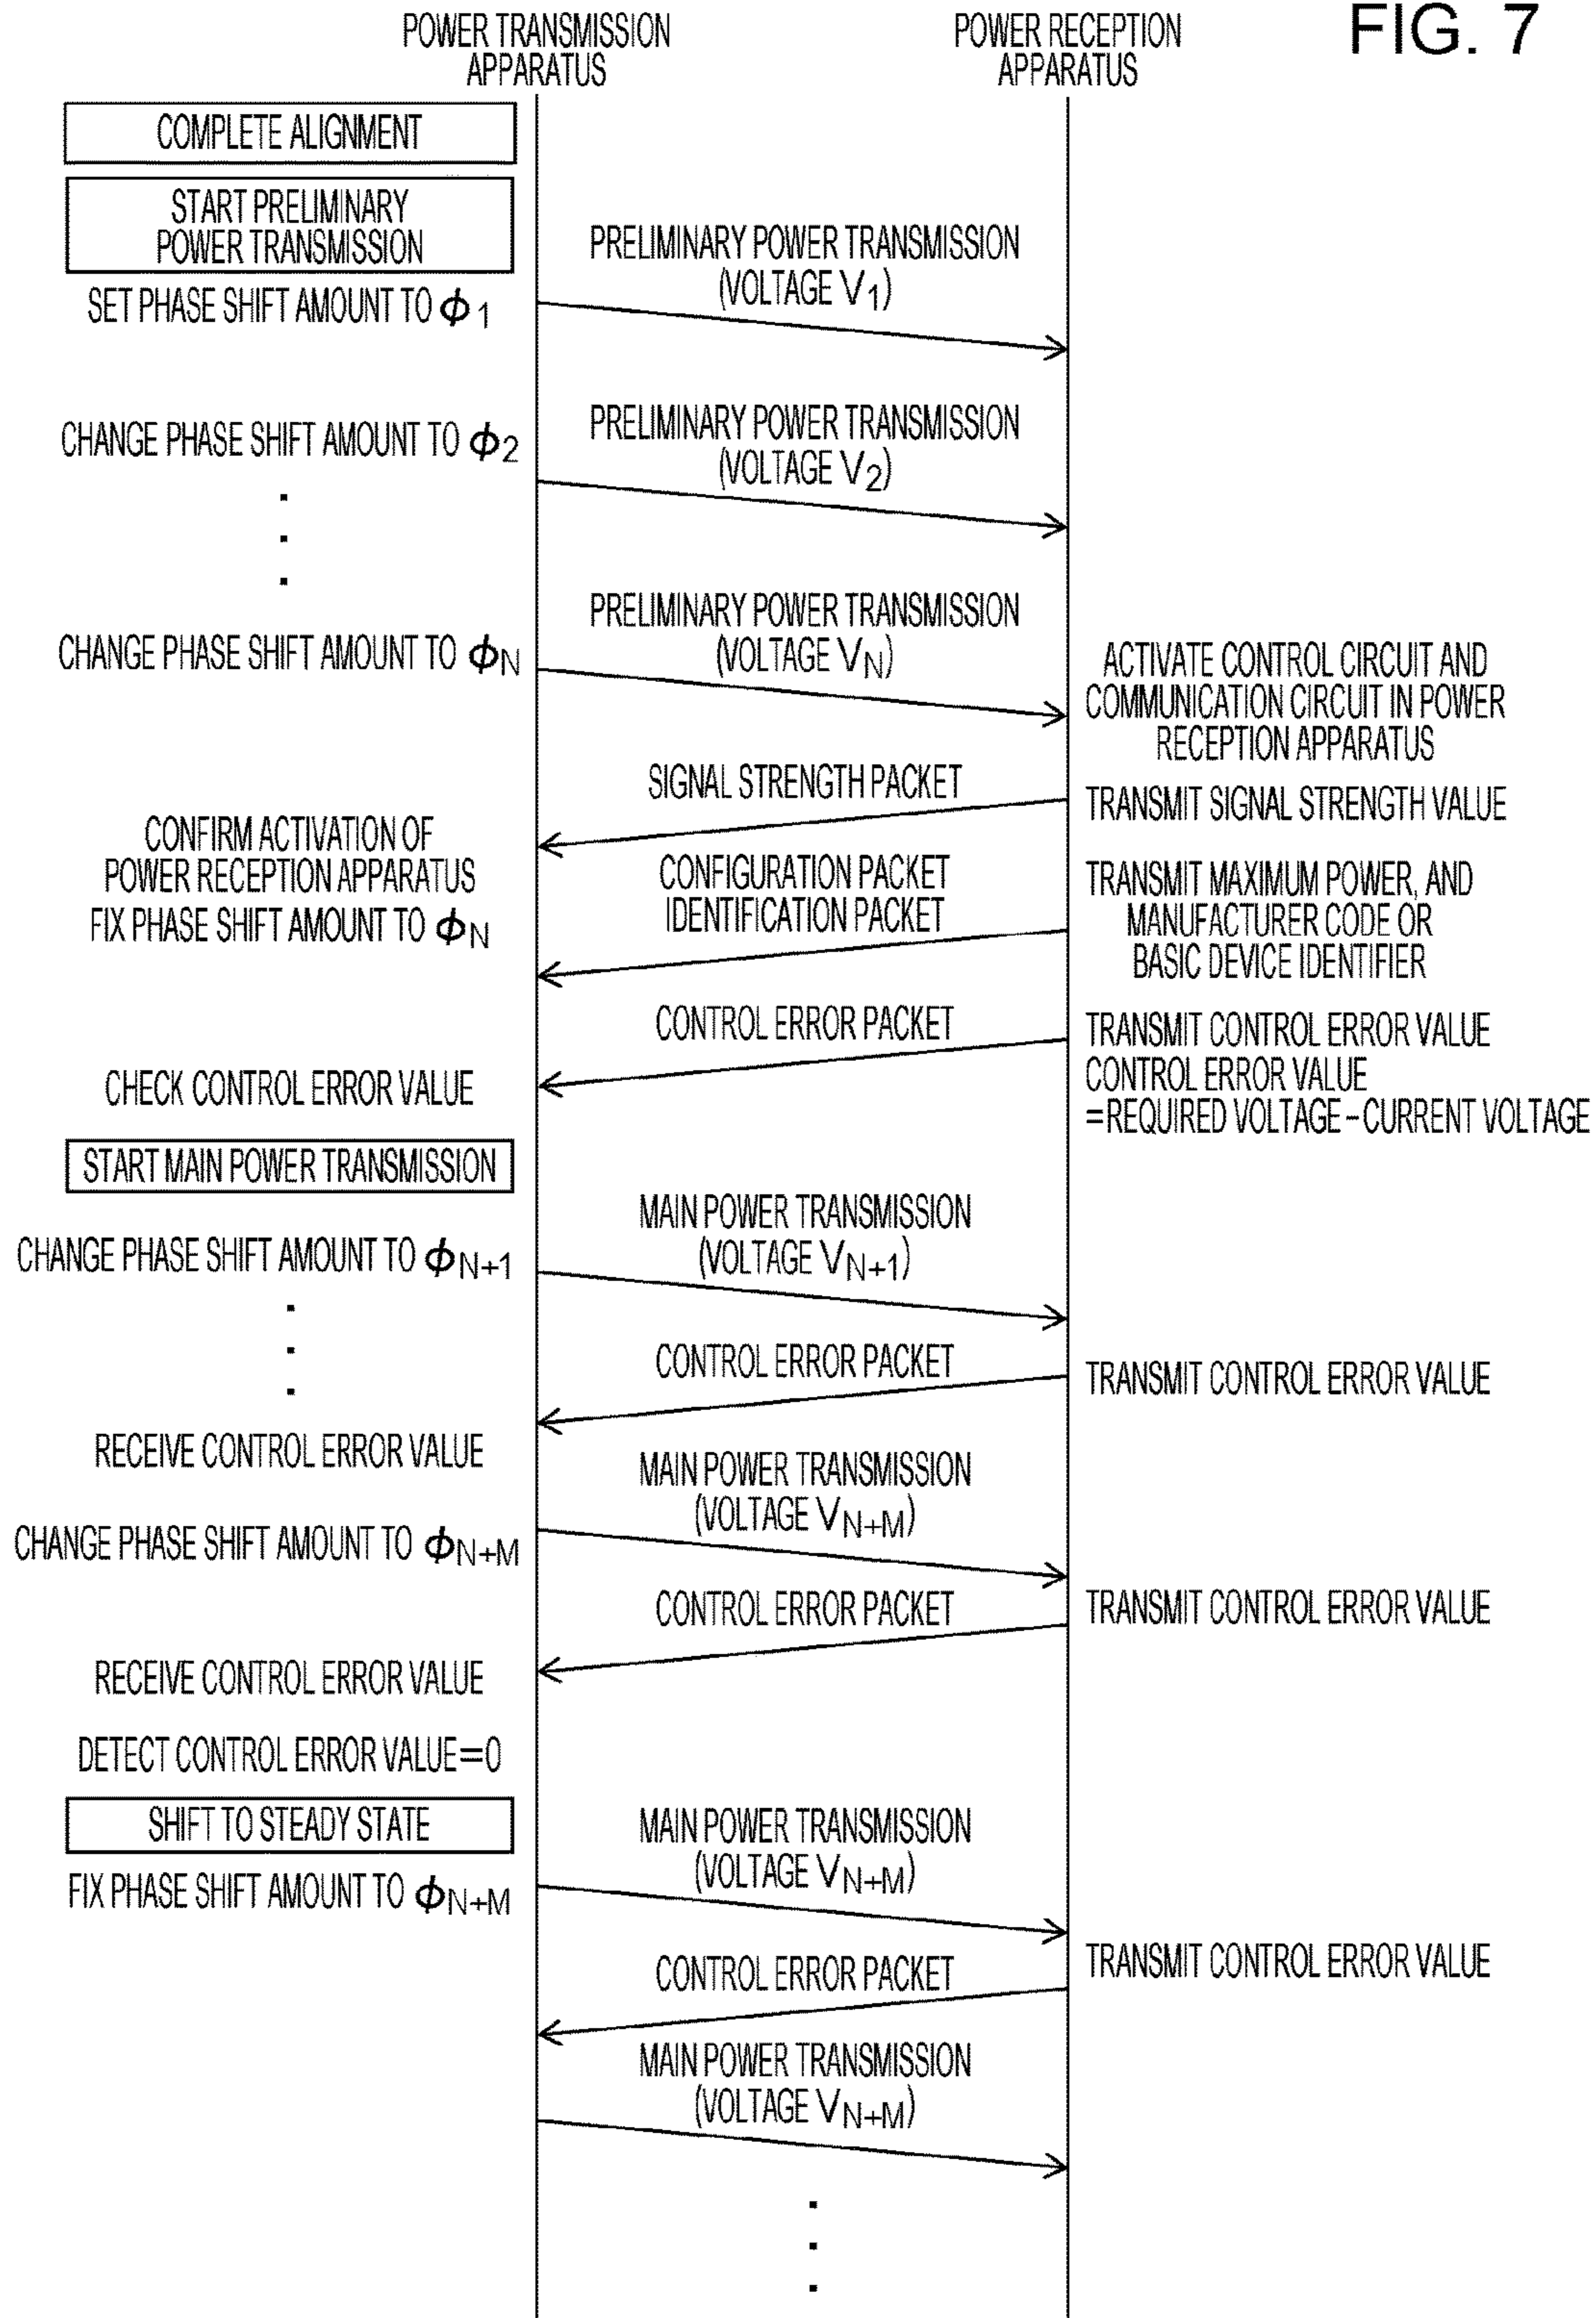 FIG. 7
POWER TRANSMISSION
APPARATUS
POWER RECEPTION
APPARATUS
COMPLETE ALIGNMENT
START PRELIMINARY
POWER TRANSMISSION
PRELIMINARY POWER TRANSMISSION
(VOLTAGE V1)
SET PHASE SHIFT AMOUNT TO ϕ1
PRELIMINARY POWER TRANSMISSION
(VOLTAGE V2)
CHANGE PHASE SHIFT AMOUNT TO ϕ2
PRELIMINARY POWER TRANSMISSION
(VOLTAGE VN)
CHANGE PHASE SHIFT AMOUNT TO ϕN
ACTIVATE CONTROL CIRCUIT AND
COMMUNICATION CIRCUIT IN POWER
RECEPTION APPARATUS
SIGNAL STRENGTH PACKET
TRANSMIT SIGNAL STRENGTH VALUE
CONFIRM ACTIVATION OF
POWER RECEPTION APPARATUS
FIX PHASE SHIFT AMOUNT TO ϕN
CONFIGURATION PACKET
IDENTIFICATION PACKET
TRANSMIT MAXIMUM POWER, AND
MANUFACTURER CODE OR
BASIC DEVICE IDENTIFIER
CONTROL ERROR PACKET
TRANSMIT CONTROL ERROR VALUE
CONTROL ERROR VALUE
=REQUIRED VOLTAGE-CURRENT VOLTAGE
CHECK CONTROL ERROR VALUE
START MAIN POWER TRANSMISSION
MAIN POWER TRANSMISSION
(VOLTAGE VN+1)
CHANGE PHASE SHIFT AMOUNT TO ϕN+1
CONTROL ERROR PACKET
TRANSMIT CONTROL ERROR VALUE
RECEIVE CONTROL ERROR VALUE
MAIN POWER TRANSMISSION
(VOLTAGE VN+M)
CHANGE PHASE SHIFT AMOUNT TO ϕN+M
CONTROL ERROR PACKET
TRANSMIT CONTROL ERROR VALUE
RECEIVE CONTROL ERROR VALUE
DETECT CONTROL ERROR VALUE=0
SHIFT TO STEADY STATE
MAIN POWER TRANSMISSION
(VOLTAGE VN+M)
FIX PHASE SHIFT AMOUNT TO ϕN+M
CONTROL ERROR PACKET
TRANSMIT CONTROL ERROR VALUE
MAIN POWER TRANSMISSION
(VOLTAGE VN+M)